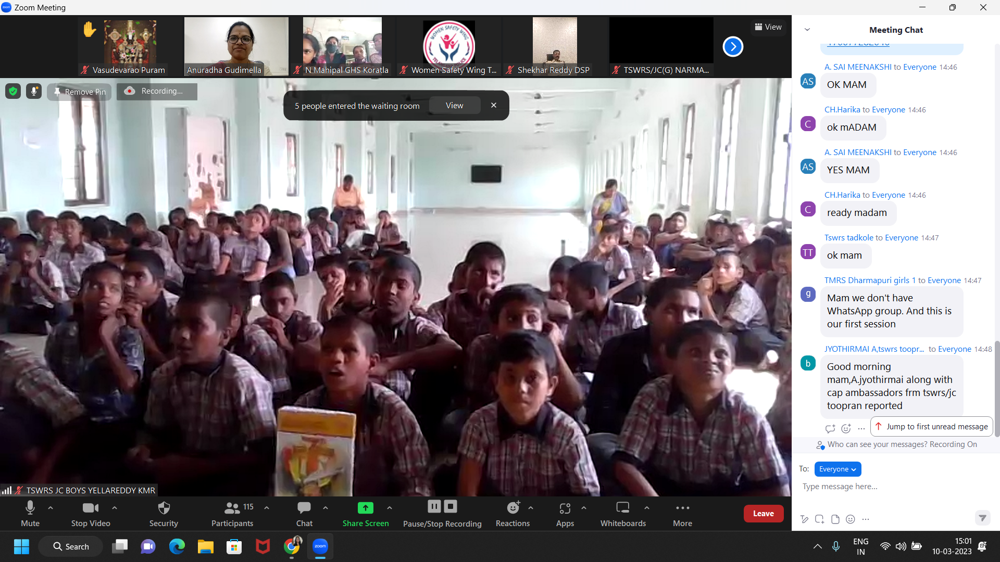 Zoom Meeting
Vasudevarao Puram
Anuradha Gudimella
N Mahipal GHS Koratla
WOMEN SAFETY WING
Women Safety Wing T...
Shekhar Reddy DSP
TSWRS/JC(G) NARMA...
View
Remove Pin
Recording...
5 people entered the waiting room
View
TSWRS JC BOYS YELLAREDDY KMR
Meeting Chat
A. SAI MEENAKSHI to Everyone 14:46
AS
OK MAM
CH.Harika to Everyone 14:46
C
ok mADAM
A. SAI MEENAKSHI to Everyone 14:46
AS
YES MAM
CH.Harika to Everyone 14:46
C
ready madam
Tswrs tadkole to Everyone 14:47
TT
ok mam
TMRS Dharmapuri girls 1 to Everyone 14:47
g
Mam we don't have
WhatsApp group. And this is
our first session
JYOTHIRMAI A,tswrs toopr... to Everyone 14:48
b
Good morning
mam,A.jyothirmai along with
cap ambassadors frm tswrs/jc
toopran reported
Jump to first unread message
Who can see your messages? Recording On
To: Everyone
Type message here...
Mute
Stop Video
Security
115
Participants
Chat
Share Screen
Pause/Stop Recording
Reactions
Apps
Whiteboards
More
Leave
Search
zoom
ENG
IN
15:01
10-03-2023